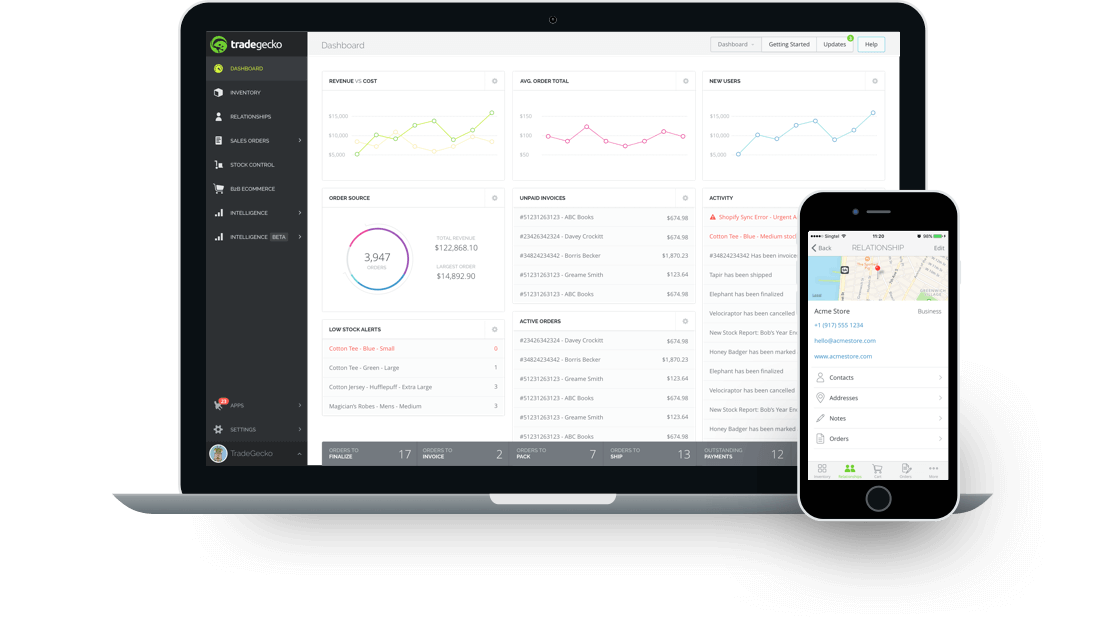 tradegecko
DASHBOARD
INVENTORY
RELATIONSHIPS
SALES ORDERS
STOCK CONTROL
B2B ECOMMERCE
INTELLIGENCE
INTELLIGENCE BETA
23
APPS
SETTINGS
TradeGecko
Dashboard
Dashboard
Getting Started
Updates
Help
REVENUE VS COST
$15,000
$10,000
$5,000
AVG. ORDER TOTAL
$150
$100
$50
NEW USERS
$15,000
$10,000
$5,000
ORDER SOURCE
3,947
ORDERS
TOTAL REVENUE
$122,868.10
LARGEST ORDER
$14,892.90
LOW STOCK ALERTS
Cotton Tee - Blue - Small 0
Cotton Tee - Green - Large 1
Cotton Jersey - Hufflepuff - Extra Large 3
Magician's Robes - Mens - Medium 3
UNPAID INVOICES
#51231263123 - ABC Books $674.98
#23426342324 - Davey Crockitt $674.98
#34824234342 - Borris Becker $1,870.23
#51231263123 - Greame Smith $123.64
#51231263123 - ABC Books $674.98
ACTIVE ORDERS
#23426342324 - Davey Crockitt $674.98
#34824234342 - Borris Becker $1,870.23
#51231263123 - Greame Smith $123.64
#51231263123 - ABC Books $674.98
#51231263123 - Greame Smith $674.98
#51231263123 - ABC Books $674.98
ACTIVITY
Shopify Sync Error - Urgent A
Cotton Tee - Blue - Medium stock
#34824234342 Has been invoice
Tapir has been shipped
Elephant has been finalized
Velociraptor has been cancelled
New Stock Report: Bob's Year En
Honey Badger has been marked
Elephant has been finalized
Velociraptor has been cancelled
New Stock Report: Bob's Year En
Honey Badger has been marked
ORDERS TO
FINALIZE 17
ORDERS TO
INVOICE 2
ORDERS TO
PACK 7
ORDERS TO
SHIP 13
OUTSTANDING
PAYMENTS 12
Singtel
11:20
98%
Back
RELATIONSHIP
Edit
Acme Store
Business
+1 (917) 555 1234
hello@acmestore.com
www.acmestore.com
Contacts
Addresses
Notes
Orders
Inventory
Relationships
Cart
Orders
More